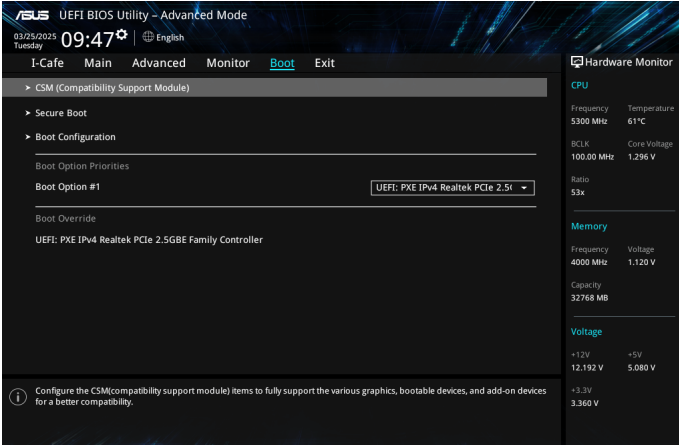 ASUS UEFI BIOS Utility – Advanced Mode
03/25/2025
Tuesday
09:47 English
I-Cafe Main Advanced Monitor Boot Exit
> CSM (Compatibility Support Module)
> Secure Boot
> Boot Configuration
Boot Option Priorities
Boot Option #1 UEFI: PXE IPv4 Realtek PCIe 2.5(
Boot Override
UEFI: PXE IPv4 Realtek PCIe 2.5GBE Family Controller
Configure the CSM(compatibility support module) items to fully support the various graphics, bootable devices, and add-on devices
for a better compatibility.
Hardware Monitor
CPU
Frequency Temperature
5300 MHz 61°C
BCLK Core Voltage
100.00 MHz 1.296 V
Ratio
53x
Memory
Frequency Voltage
4000 MHz 1.120 V
Capacity
32768 MB
Voltage
+12V +5V
12.192 V 5.080 V
+3.3V
3.360 V